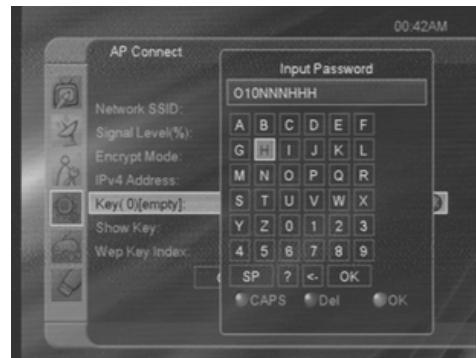 00:42AM
AP Connect
Input Password
O10NNNHHH
Network SSID:
Signal Level(%):
Encrypt Mode:
IPv4 Address:
Key( 0)[empty]:
Show Key:
Wep Key Index:
A B C D E F
G H I J K L
M N O P Q R
S T U V W X
Y Z 0 1 2 3
4 5 6 7 8 9
SP ? <- OK
CAPS Del OK